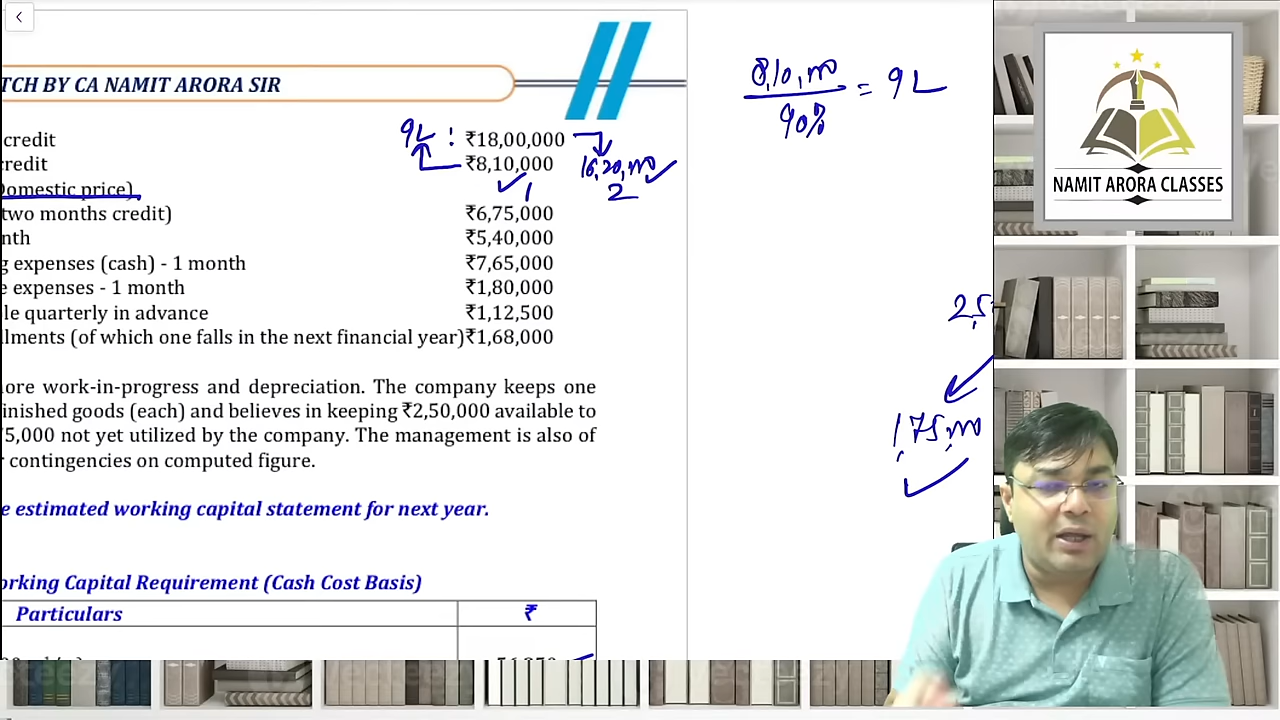 TCH BY CA NAMIT ARORA SIR
credit 9L : ₹18,00,000
credit ₹8,10,000 16,20,000
Domestic price) 1 2
two months credit) ₹6,75,000
nth ₹5,40,000
g expenses (cash) - 1 month ₹7,65,000
e expenses - 1 month ₹1,80,000
le quarterly in advance ₹1,12,500
lments (of which one falls in the next financial year) ₹1,68,000
ore work-in-progress and depreciation. The company keeps one
inished goods (each) and believes in keeping ₹2,50,000 available to
5,000 not yet utilized by the company. The management is also of
r contingencies on computed figure.
e estimated working capital statement for next year.
orking Capital Requirement (Cash Cost Basis)
Particulars ₹
8,10,000
90%
= 9L
2,5
1,75,000
NAMIT ARORA CLASSES